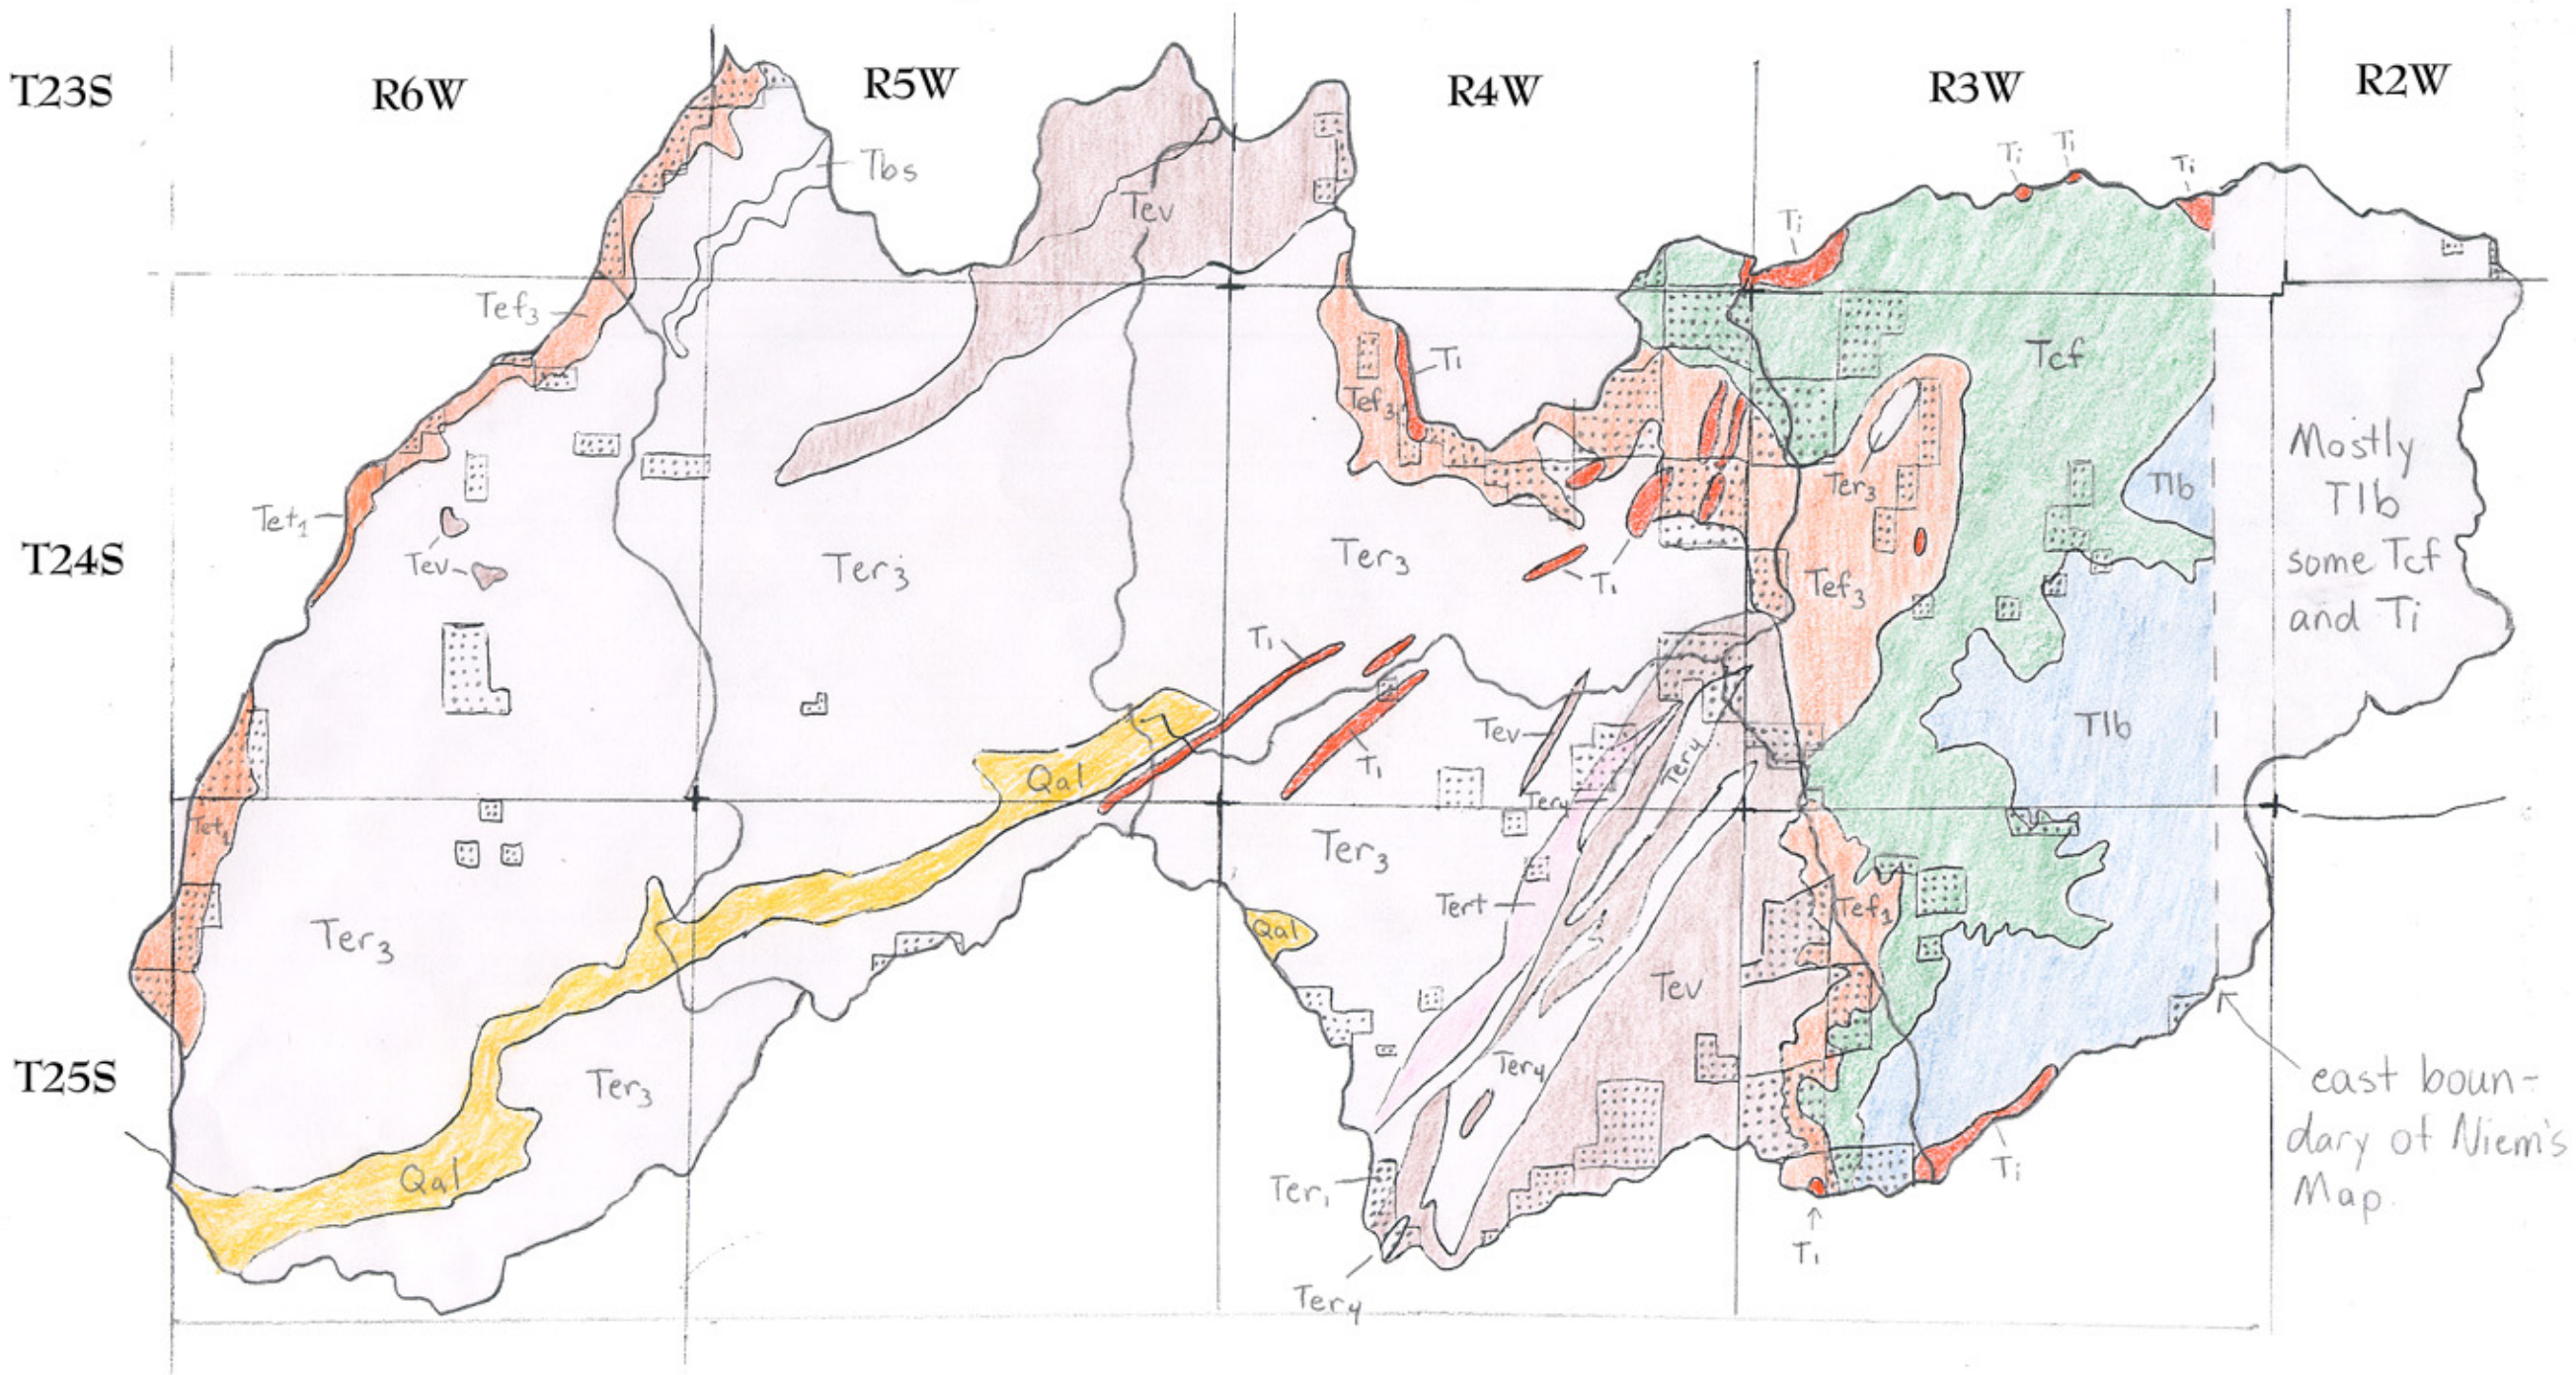 T23S
R6W
R5W
R4W
R3W
R2W
Tbs
Tev
Ti
Ti
Ti
Ti
Tef3
Tcf
Ti
Tef3
Mostly
Tlb
some Tcf
and Ti
Ter3
Tlb
Tet1
Tev
T24S
Ter3
Ter3
Ti
Tef3
Ti
Tlb
Tev
Ter4
Qal
Ti
Tery
Tet1
Ter3
Tert
Tef1
Qal
Ter3
Tev
T25S
Ter3
Ter4
east boun-
dary of Niem's
Map.
Qal
Ter1
Ti
Ti
Ter4